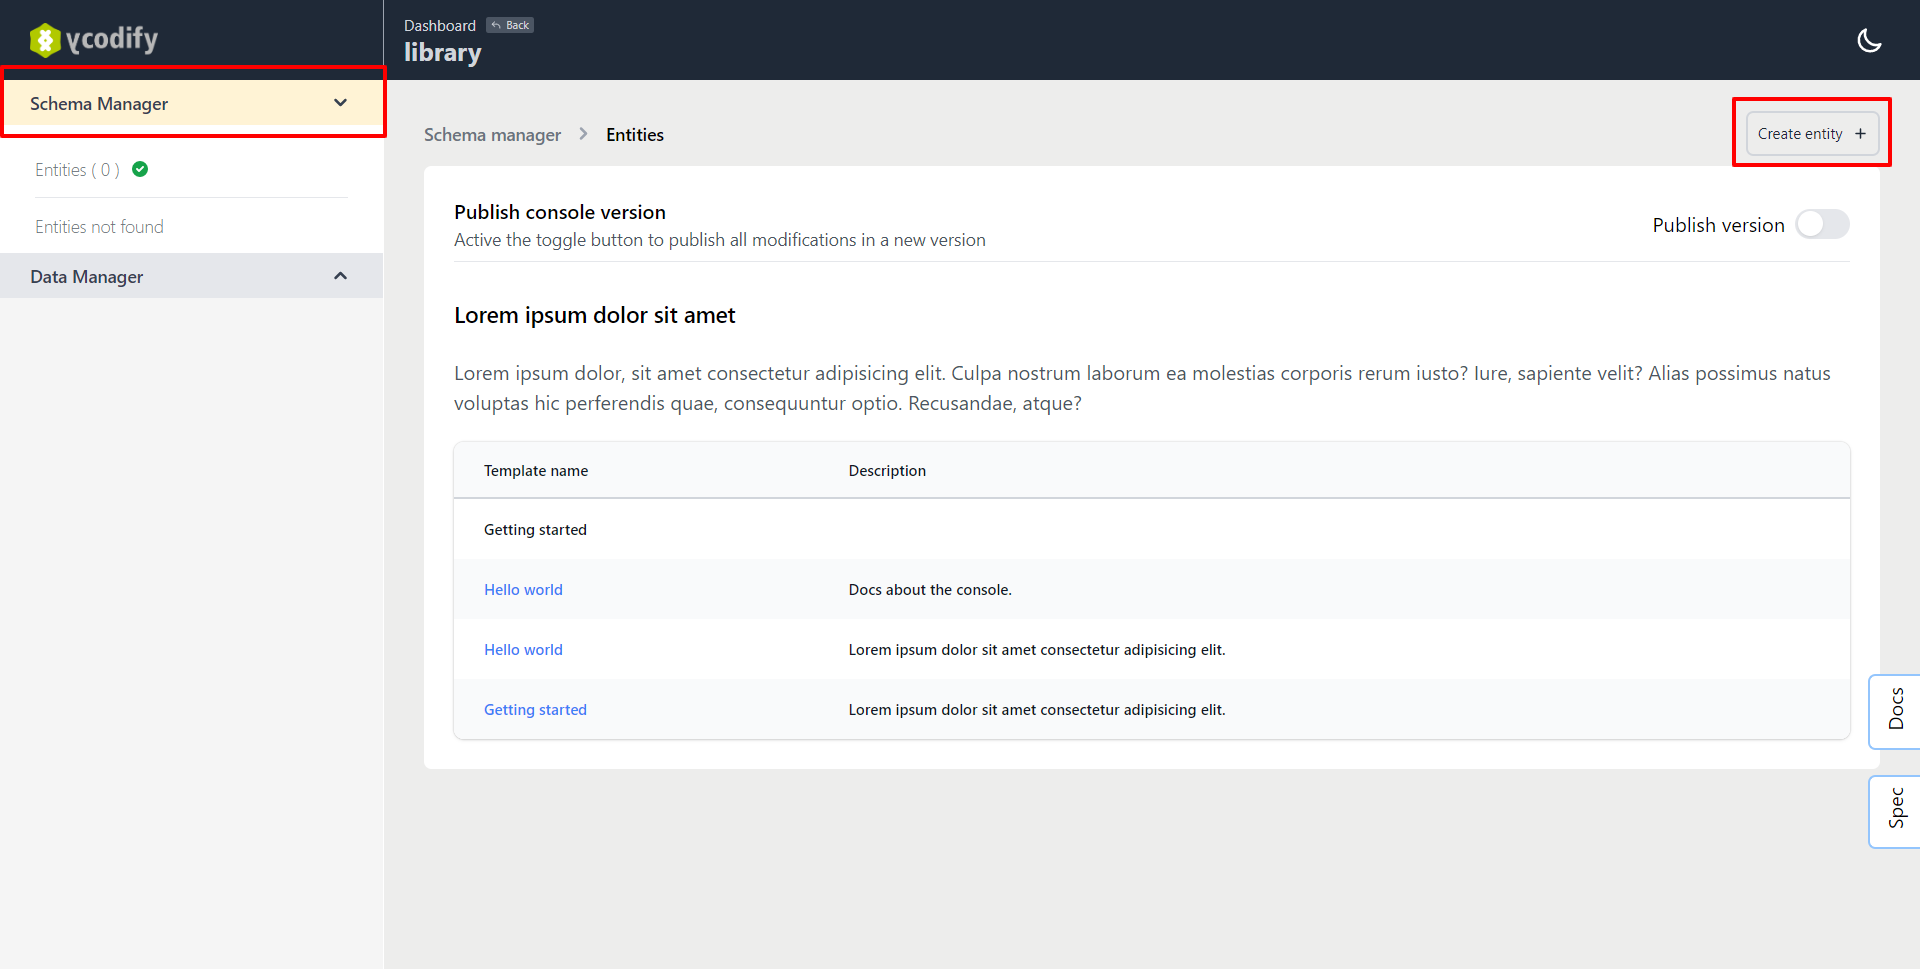 ycodify
Dashboard Back
library
Schema Manager
Entities ( 0 )
Entities not found
Data Manager
Schema manager Entities
Create entity +
Publish console version
Active the toggle button to publish all modifications in a new version
Publish version
Lorem ipsum dolor sit amet
Lorem ipsum dolor, sit amet consectetur adipisicing elit. Culpa nostrum laborum ea molestias corporis rerum iusto? Iure, sapiente velit? Alias possimus natus
voluptas hic perferendis quae, consequuntur optio. Recusandae, atque?
Template name Description
Getting started
Hello world Docs about the console.
Hello world Lorem ipsum dolor sit amet consectetur adipisicing elit.
Getting started Lorem ipsum dolor sit amet consectetur adipisicing elit.
Docs
Spec